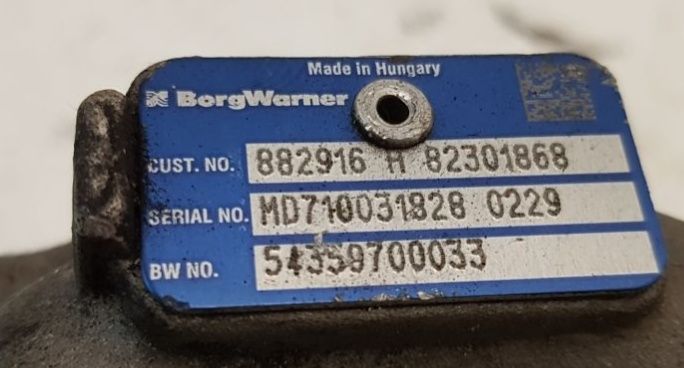 Made in Hungary
BorgWarner
CUST. NO. 882916 H 82301868
SERIAL NO. MD710031828 0229
BW NO. 54359700033